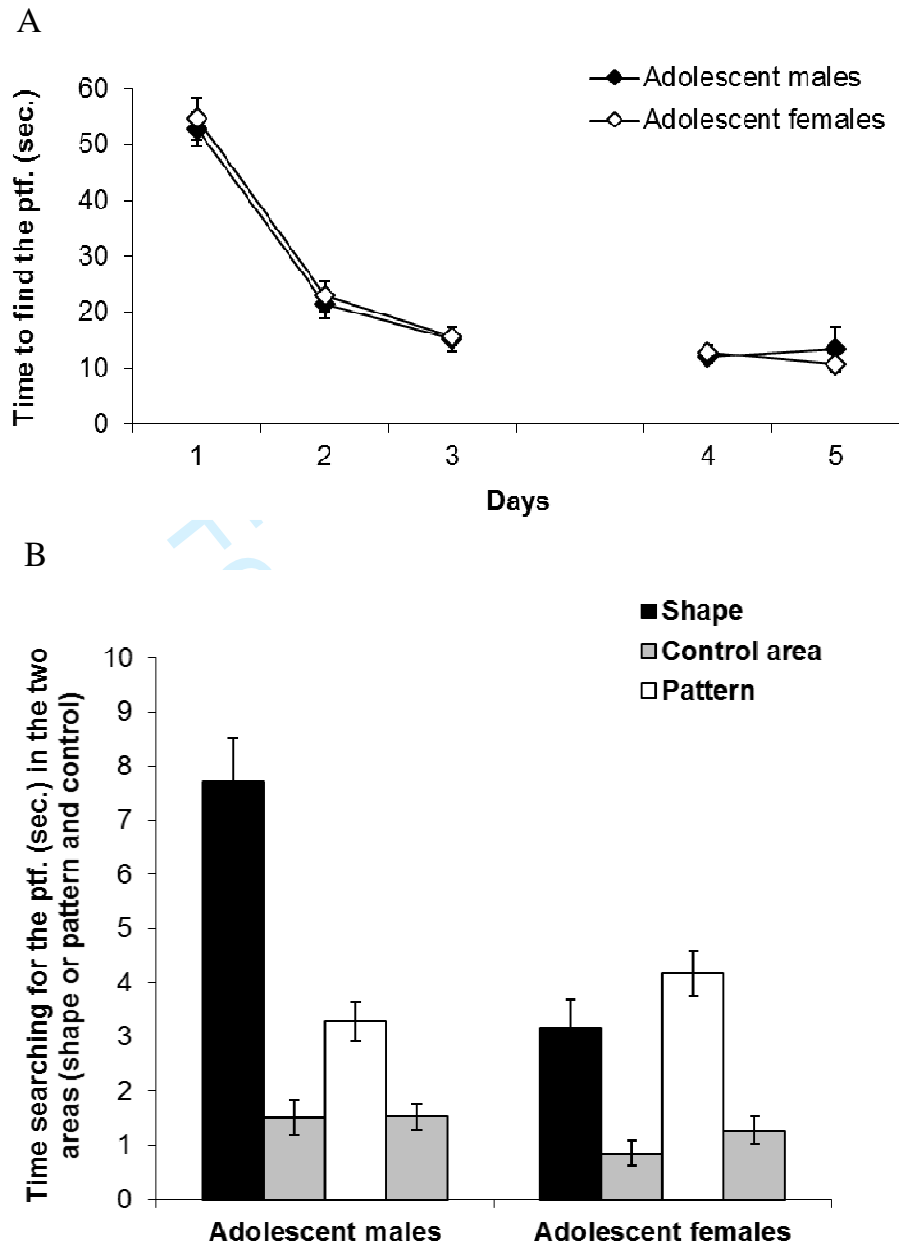 A
Adolescent males
Adolescent females
Time to find the ptf. (sec.)
60
50
40
30
20
10
0
1 2 3 4 5
Days
B
Shape
Control area
Pattern
Time searching for the ptf. (sec.) in the two
areas (shape or pattern and control)
10
9
8
7
6
5
4
3
2
1
0
Adolescent males Adolescent females